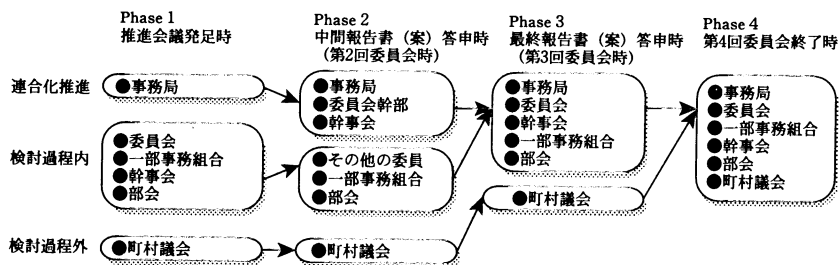 Phase 1
推進会議発足時
Phase 2
中間報告書（案）答申時
（第2回委員会時）
Phase 3
最終報告書（案）答申時
（第3回委員会時）
Phase 4
第4回委員会終了時
連合化推進
●事務局
●事務局
●委員会幹部
●幹事会
●事務局
●委員会
●幹事会
●一部事務組合
●部会
●事務局
●委員会
●一部事務組合
●幹事会
●部会
●町村議会
検討過程内
●委員会
●一部事務組合
●幹事会
●部会
●その他の委員
●一部事務組合
●部会
●町村議会
検討過程外
●町村議会
●町村議会